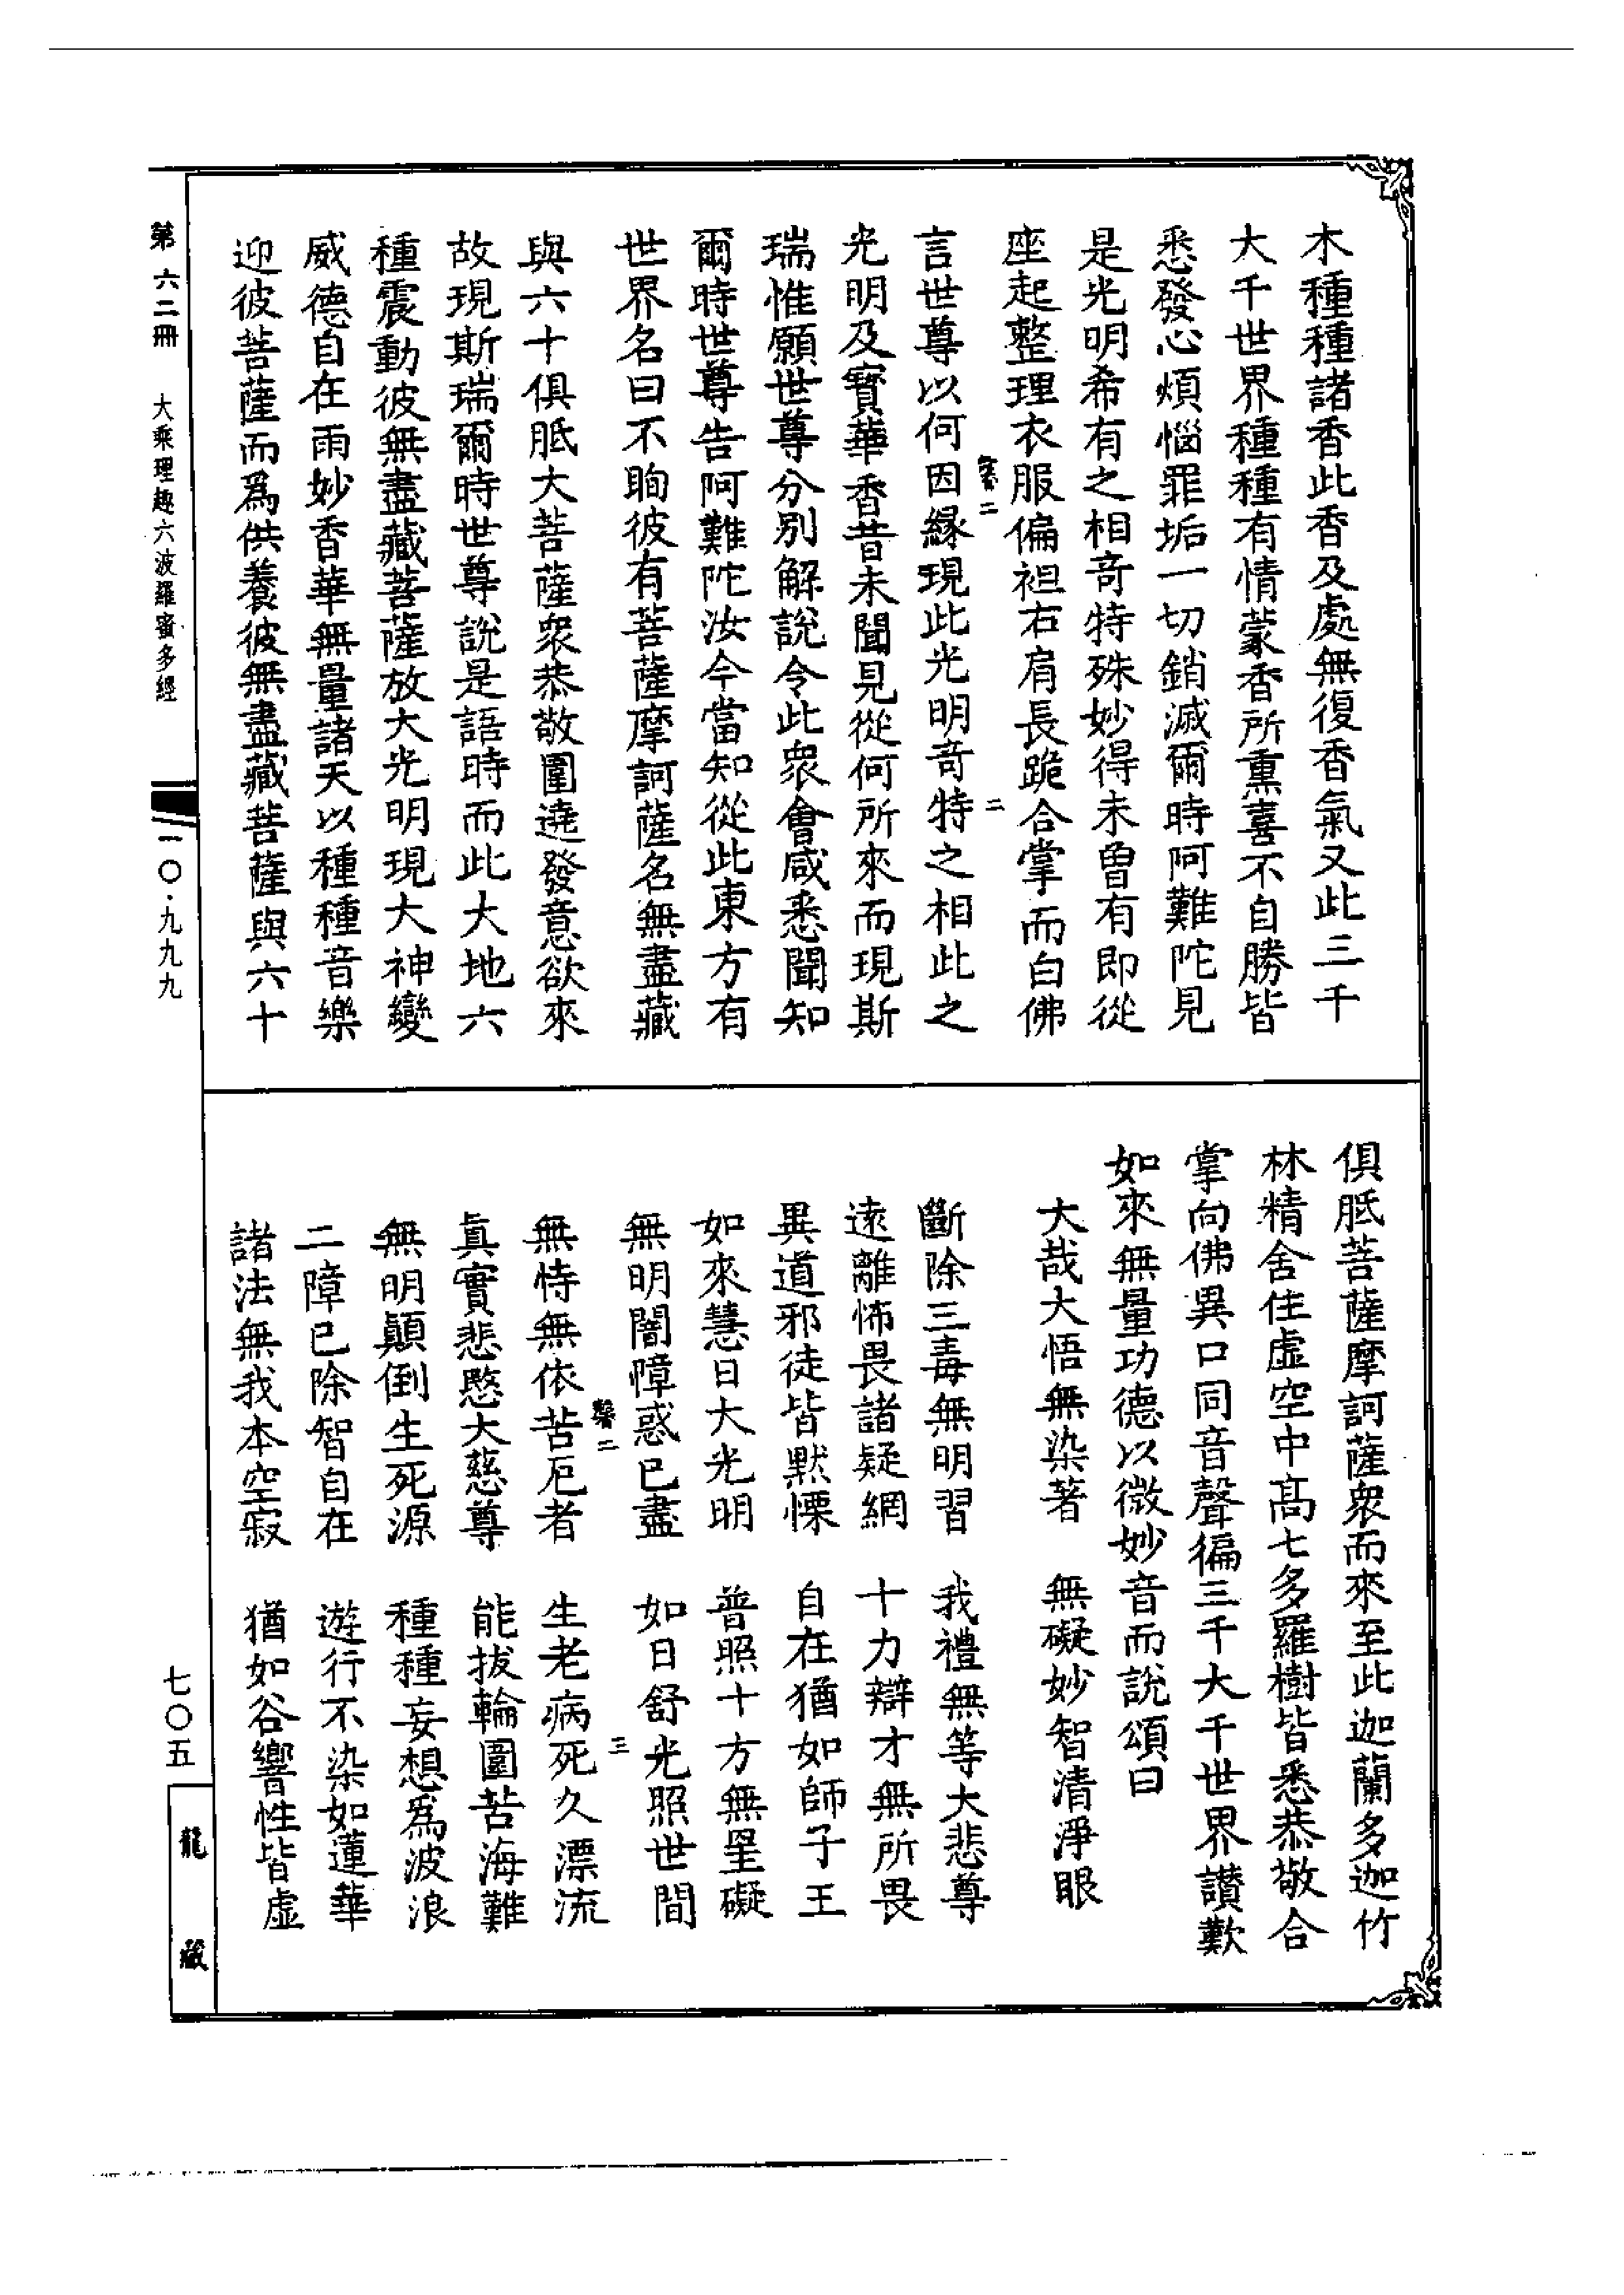 木種種諸香此香及處無復香氣又此三千
大千世界種種有情蒙香所熏喜不自勝皆
悉發心煩惱罪垢一切銷滅爾時阿難陀見
是光明希有之相奇特殊妙得未曾有即從
座起整理衣服偏袒右肩長跪合掌而白佛
二
言世尊以何因緣現此光明奇特之相此之
光明及寶華香昔未聞見從何所來而現斯
瑞惟願世尊分別解說令此衆會咸悉聞知
爾時世尊告阿難陀汝今當知從此東方有
世界名曰不眴彼有菩薩摩訶薩名無盡藏
與六十俱胝大菩薩衆恭敬圍遶發意欲來
故現斯瑞爾時世尊說是語時而此大地六
種震動彼無盡藏菩薩放大光明現大神變
威德自在雨妙香華無量諸天以種種音樂
迎彼菩薩而爲供養彼無盡藏菩薩與六十
俱胝菩薩摩訶薩衆而來至此迦蘭多迦竹
林精舍住虛空中高七多羅樹皆悉恭敬合
掌向佛異口同音聲徧三千大千世界讃歎
如來無量功德以微妙音而說頌曰
大哉大悟無染著　無礙妙智清淨眼
斷除三毒無明習　我禮無等大悲尊
遠離怖畏諸疑網　十力辯才無所畏
異道邪徒皆默慄　自在猶如師子王
如來慧日大光明　普照十方無罣礙
無明闇障惑已盡　如日舒光照世間
二　三
無恃無依苦厄者　生老病死久漂流
眞實悲愍大慈尊　能拔輪圍苦海難
無明顚倒生死源　種種妄想爲波浪
二障已除智自在　遊行不染如蓮華
諸法無我本空寂　猶如谷響性皆虛
第六二冊　大乘理趣六波羅蜜多經
一〇·九九九
七〇五
龍藏